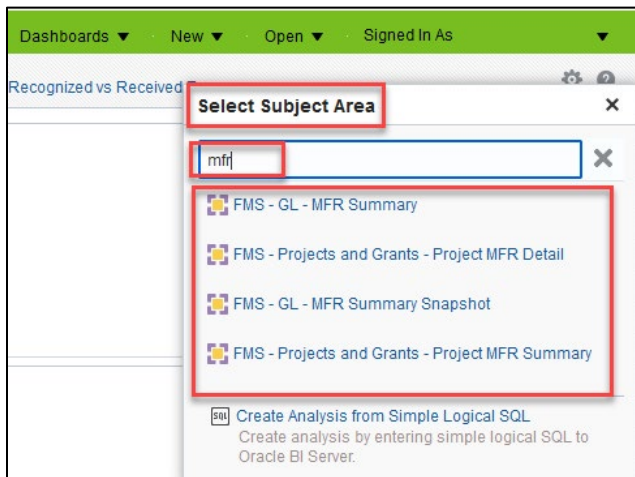 Dashboards ▼ New ▼ Open ▼ Signed In As ▼
Recognized vs Received
Select Subject Area
mfr
FMS - GL - MFR Summary
FMS - Projects and Grants - Project MFR Detail
FMS - GL - MFR Summary Snapshot
FMS - Projects and Grants - Project MFR Summary
SQL Create Analysis from Simple Logical SQL
Create analysis by entering simple logical SQL to
Oracle BI Server.